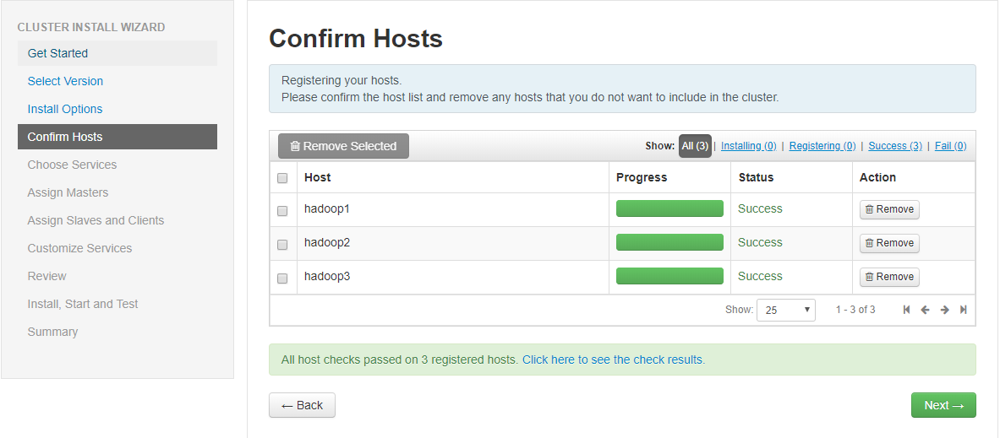 CLUSTER INSTALL WIZARD
Get Started
Select Version
Install Options
Confirm Hosts
Choose Services
Assign Masters
Assign Slaves and Clients
Customize Services
Review
Install, Start and Test
Summary
Confirm Hosts
Registering your hosts.
Please confirm the host list and remove any hosts that you do not want to include in the cluster.
Remove Selected Show: All (3) | Installing (0) | Registering (0) | Success (3) | Fail (0)
Host Progress Status Action
hadoop1 Success Remove
hadoop2 Success Remove
hadoop3 Success Remove
Show: 25 1 - 3 of 3
All host checks passed on 3 registered hosts. Click here to see the check results.
← Back Next →